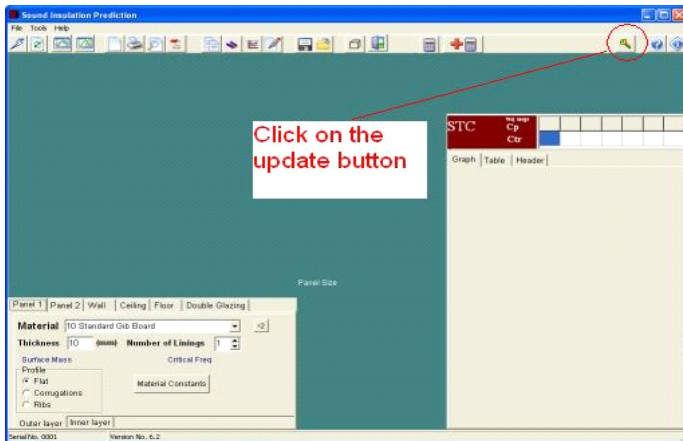 Sound Insulation Prediction
File Tools Help
Click on the
update button
STC
Cp
Ctr
Graph Table Header
Panel Size
Panel 1 Panel 2 Wall Ceiling Floor Double Glazing
Material 10 Standard Gib Board
Thickness 10 (mm) Number of Linings 1
Surface Mass Critical Freq
Profile
Flat
Corrugations
Ribs
Material Constants
Outer layer Inner layer
Serial No. 0001 Version No. 6.2